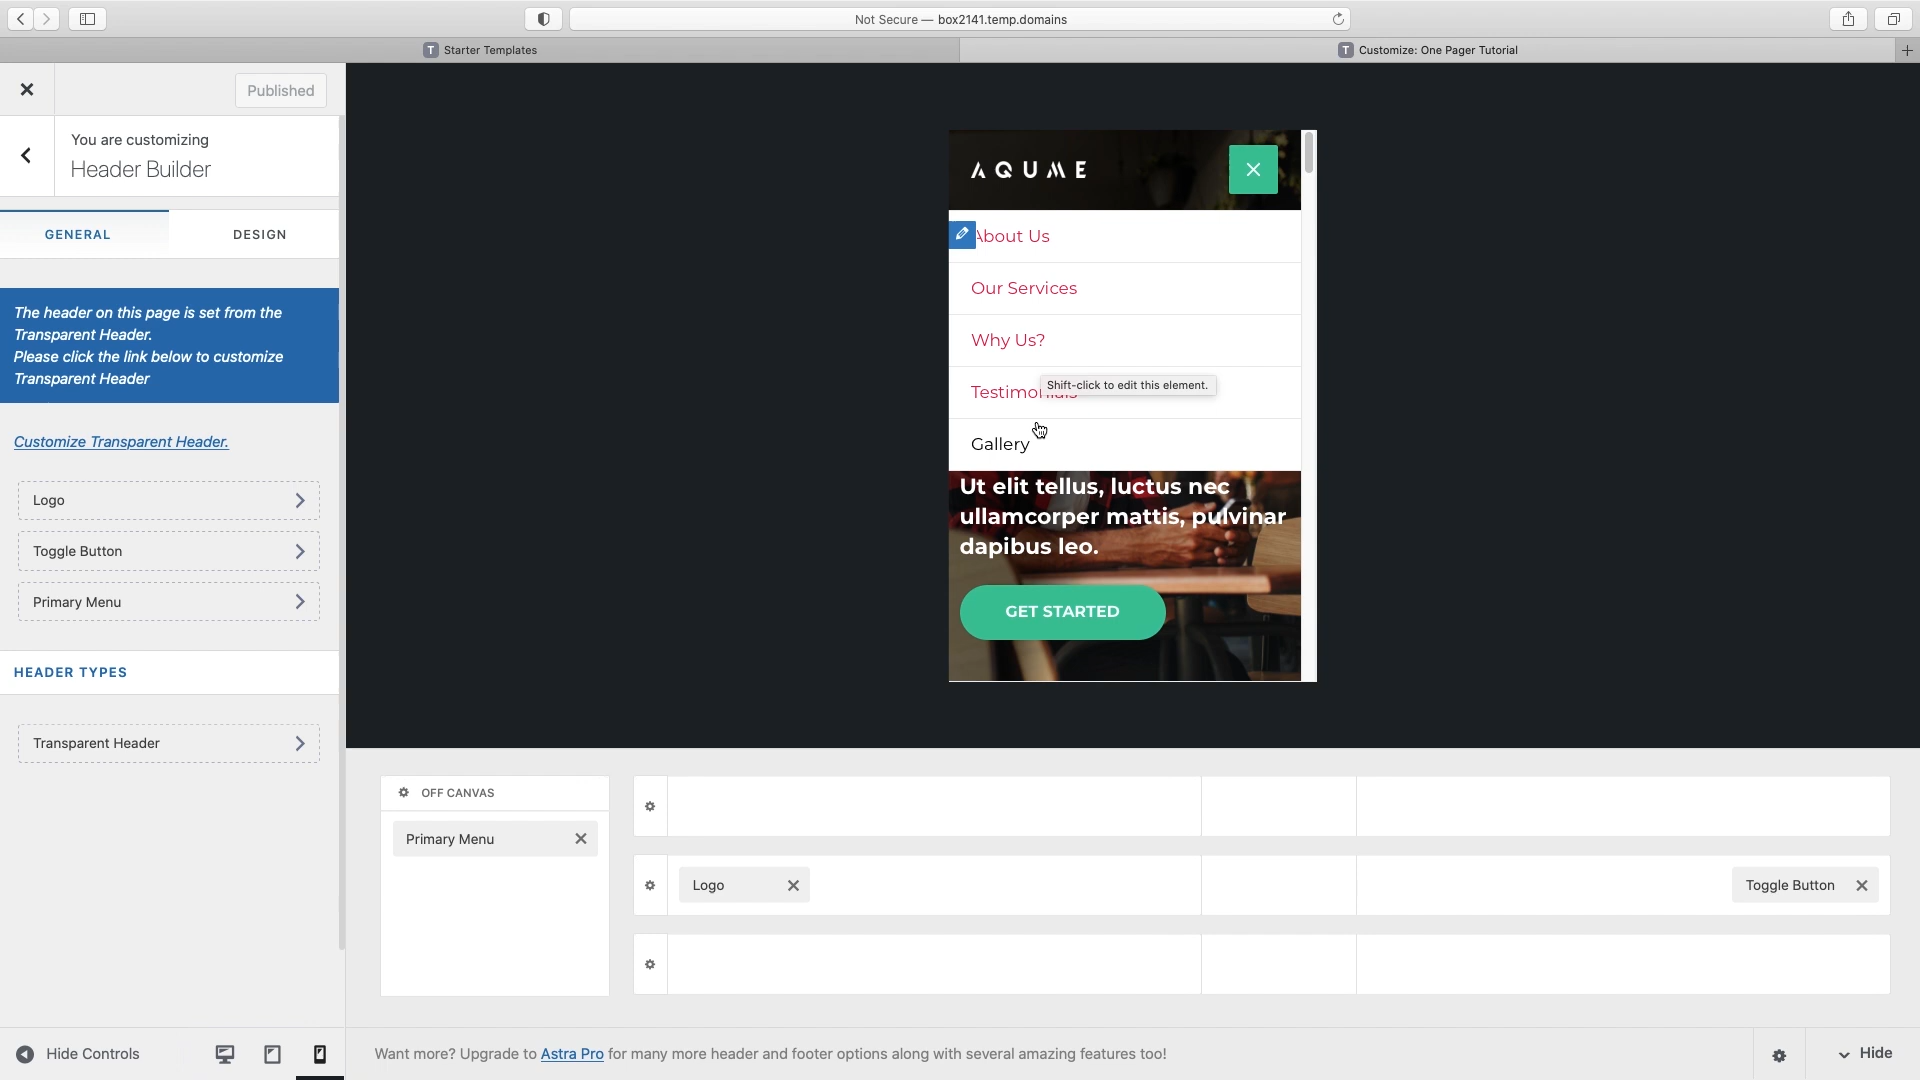 Not Secure — box2141.temp.domains
T Starter Templates
T Customize: One Pager Tutorial
Published
You are customizing
Header Builder
GENERAL
DESIGN
The header on this page is set from the
Transparent Header.
Please click the link below to customize
Transparent Header
Customize Transparent Header.
Logo
Toggle Button
Primary Menu
HEADER TYPES
Transparent Header
AQUME
About Us
Our Services
Why Us?
Shift-click to edit this element.
Testimonials
Gallery
Ut elit tellus, luctus nec
ullamcorper mattis, pulvinar
dapibus leo.
GET STARTED
OFF CANVAS
Primary Menu
Logo
Toggle Button
Hide Controls
Want more? Upgrade to Astra Pro for many more header and footer options along with several amazing features too!
Hide